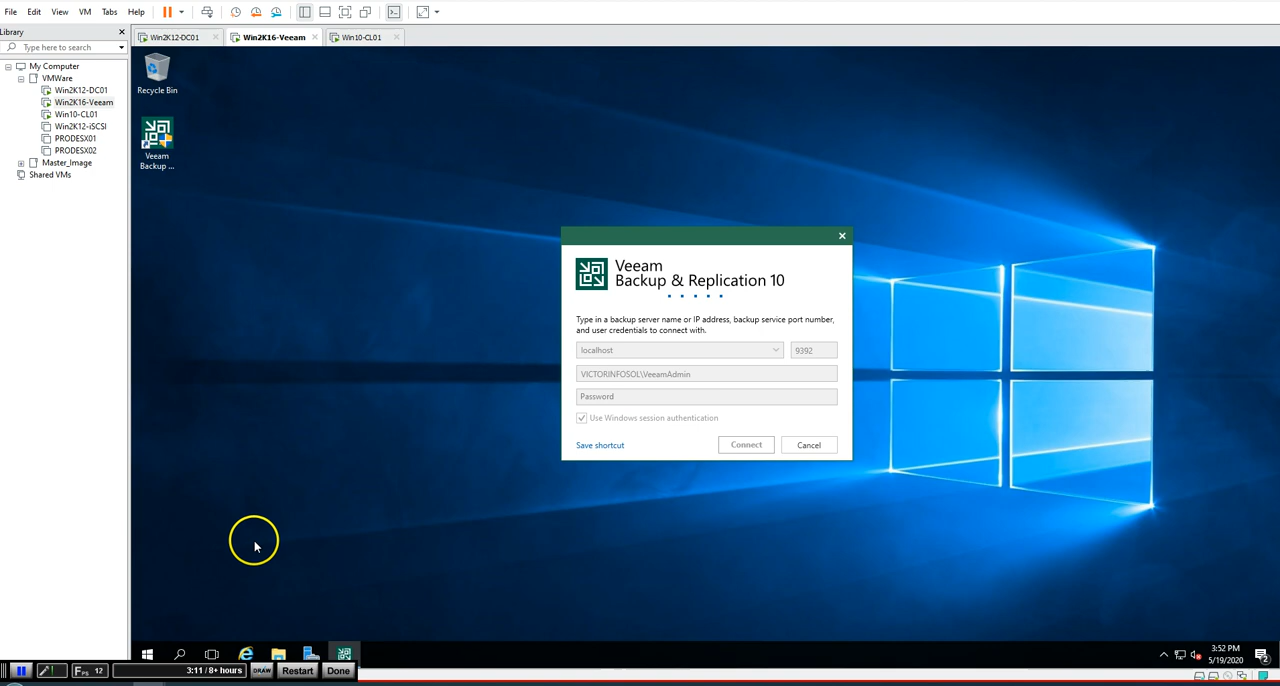 File Edit View VM Tabs Help
Library
Type here to search
My Computer
VMWare
Win2K12-DC01
Win2K16-Veeam
Win10-CL01
Win2K12-iSCSI
PRODESX01
PRODESX02
Master_Image
Shared VMs
Win2K12-DC01 Win2K16-Veeam Win10-CL01
Recycle Bin
Veeam
Backup ...
Veeam
Backup & Replication 10
Type in a backup server name or IP address, backup service port number,
and user credentials to connect with.
localhost 9392
VICTORINFOSOL\VeeamAdmin
Password
Use Windows session authentication
Save shortcut Connect Cancel
3:52 PM
5/19/2020
2
FPS 12 3:11 / 8+ hours DRAW Restart Done